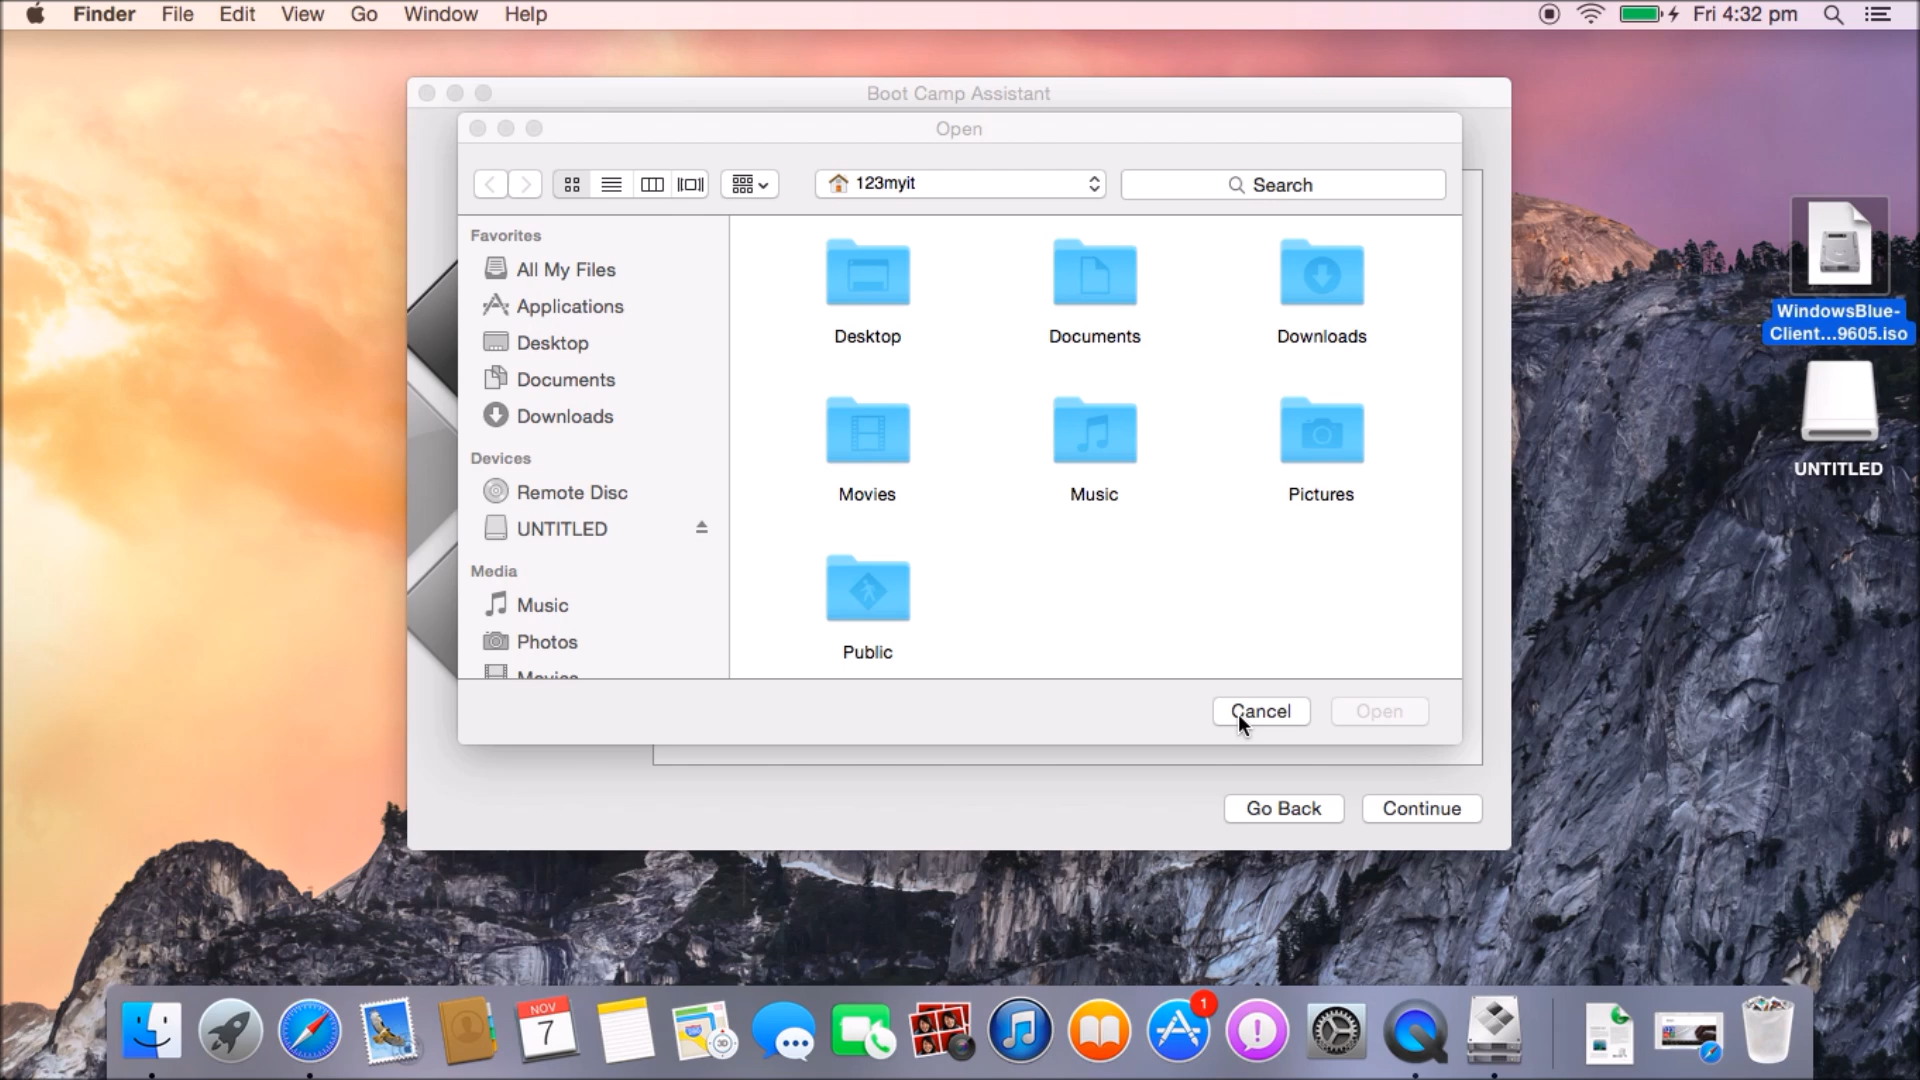 Finder File Edit View Go Window Help Fri 4:32 pm
Boot Camp Assistant
Open
123myit Search
Favorites
All My Files
Applications
Desktop
Documents
Downloads
Devices
Remote Disc
UNTITLED
Media
Music
Photos
Movies
Desktop Documents Downloads
Movies Music Pictures
Public
Cancel Open
Go Back Continue
WindowsBlue-
Client...9605.iso
UNTITLED
NOV
7
3D
1